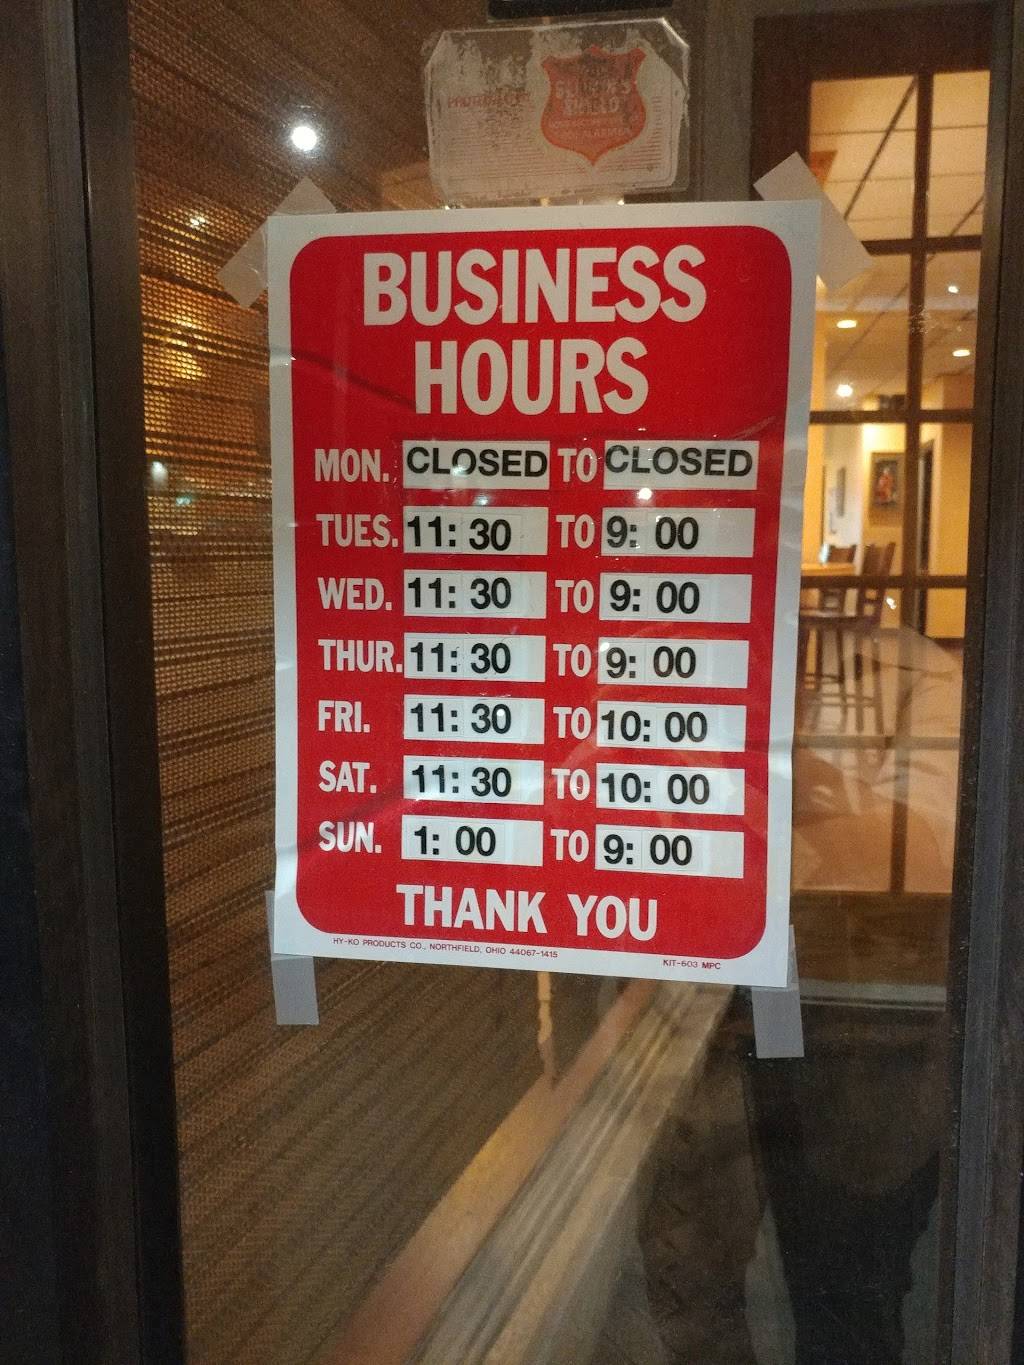 BUSINESS
HOURS
MON. CLOSED TO CLOSED
TUES. 11: 30 TO 9: 00
WED. 11: 30 TO 9: 00
THUR. 11: 30 TO 9: 00
FRI. 11: 30 TO 10: 00
SAT. 11: 30 TO 10: 00
SUN. 1: 00 TO 9: 00
THANK YOU
HY-KO PRODUCTS CO., NORTHFIELD, OHIO 44067-1415
KIT-603 MPC